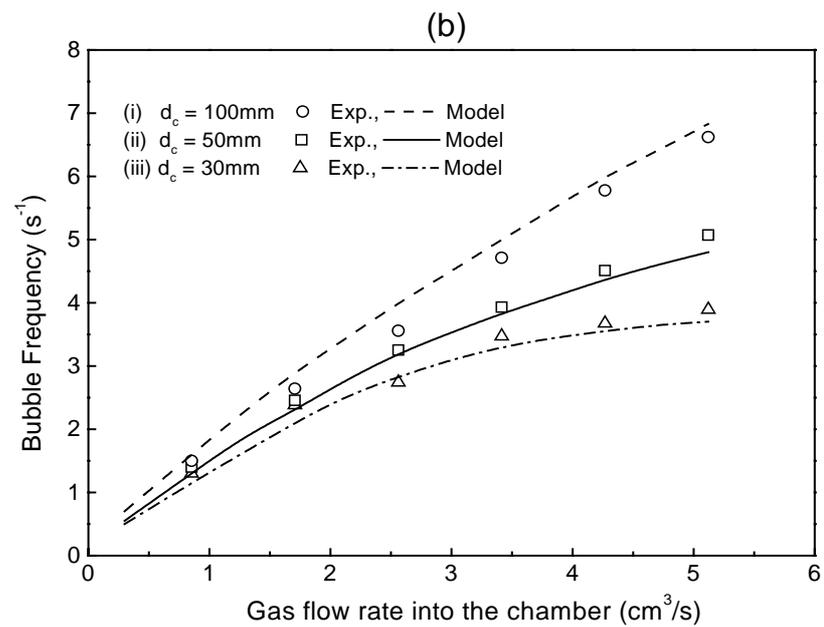 (b)
8
7
6
5
4
3
2
1
0
Bubble Frequency (s⁻¹)
(i) d_c = 100mm Exp., Model
(ii) d_c = 50mm Exp., Model
(iii) d_c = 30mm Exp., Model
0 1 2 3 4 5 6
Gas flow rate into the chamber (cm³/s)